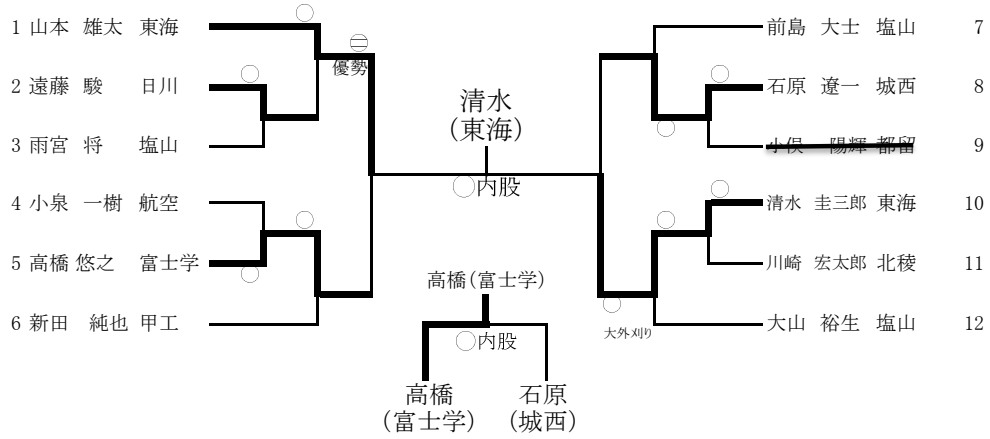 1 山本 雄太 東海
2 遠藤 駿 日川
3 雨宮 将 塩山
4 小泉 一樹 航空
5 高橋 悠之 富士学
6 新田 純也 甲工
優勢
清水
(東海)
○内股
前島 大士 塩山 7
石原 遼一 城西 8
小俣 陽輝 都留 9
清水 圭三郎 東海 10
川崎 宏太郎 北稜 11
大山 裕生 塩山 12
大外刈り
高橋(富士学)
○内股
高橋
(富士学)
石原
(城西)